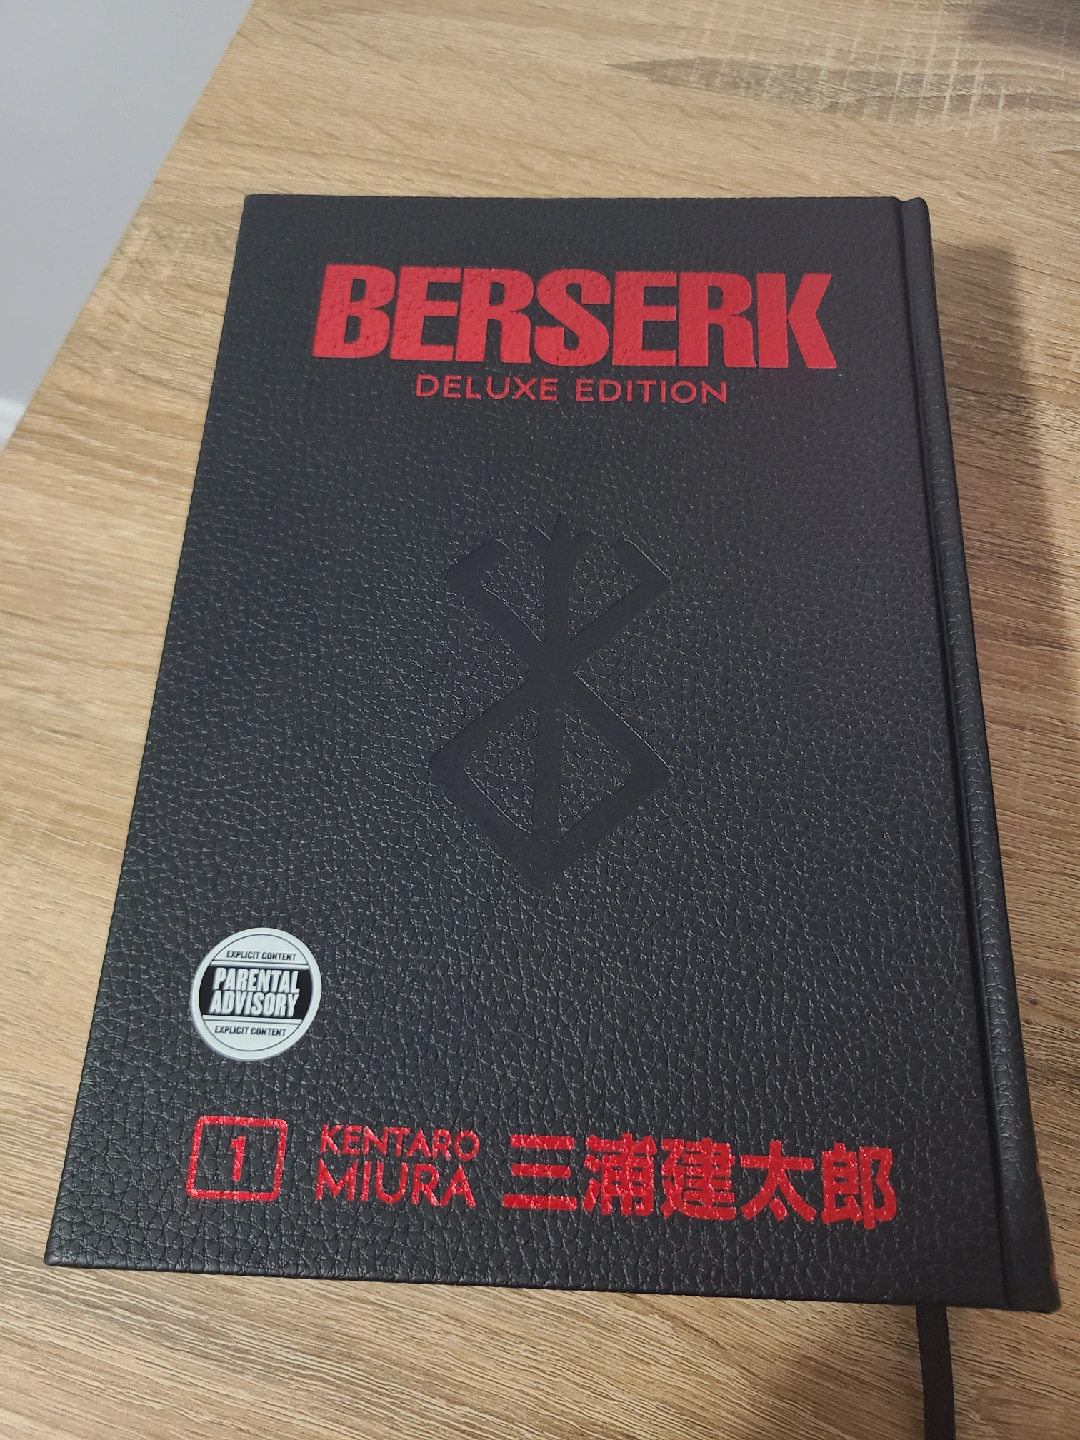 BERSERK
DELUXE EDITION
EXPLICIT CONTENT
PARENTAL
ADVISORY
EXPLICIT CONTENT
1
KENTARO
MIURA
三浦建太郎